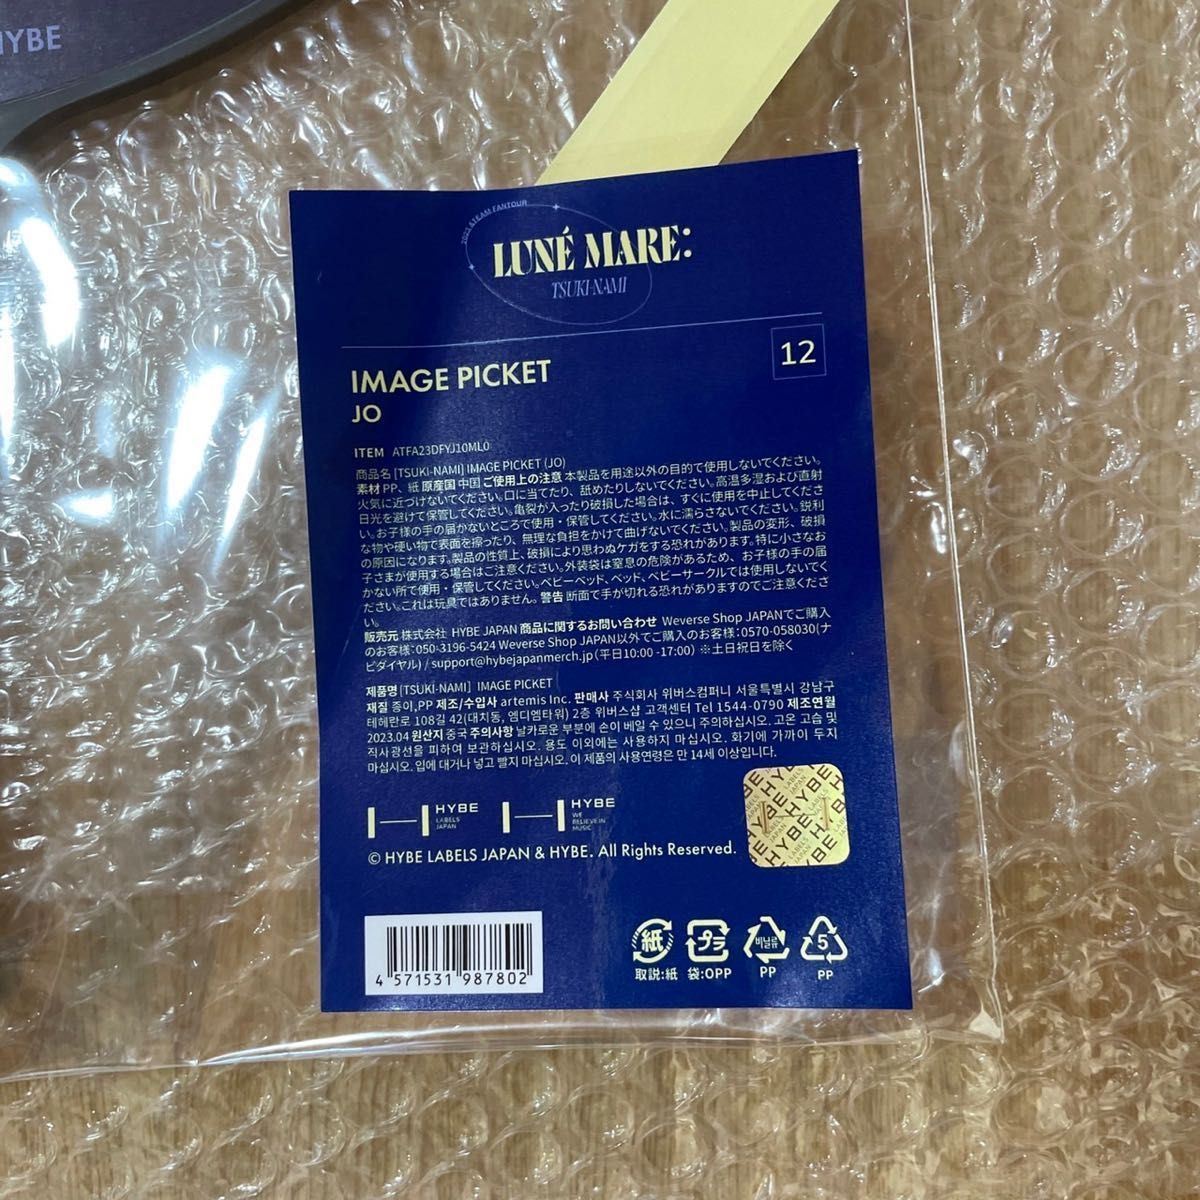 HYBE
2023 &TEAM FANTOUR
LUNÉ MARE:
TSUKI-NAMI
12
IMAGE PICKET
JO
ITEM ATFA23DFYJ10ML0
商品名 [TSUKI-NAMI] IMAGE PICKET (JO)
素材 PP、紙 原産国 中国 ご使用上の注意 本製品を用途以外の目的で使用しないでください。
火気に近づけないでください。口に当てたり、舐めたりしないでください。高温多湿および直射
日光を避けて保管してください。亀裂が入ったり破損した場合は、すぐに使用を中止してくださ
い。お子様の手の届かないところで使用・保管してください。水に濡らさないでください。鋭利
な物や硬い物で表面を擦ったり、無理な負担をかけて曲げないでください。製品の変形、破損
の原因になります。製品の性質上、破損により思わぬケガをする恐れがあります。特に小さなお
子さまが使用する場合はご注意ください。外装袋は窒息の危険があるため、お子様の手の届
かない所で使用・保管してください。ベビーベッド、ベッド、ベビーサークルでは使用しないでくだ
さい。これは玩具ではありません。警告 断面で手が切れる恐れがありますのでご注意くださ
い。
販売元 株式会社 HYBE JAPAN 商品に関するお問い合わせ Weverse Shop JAPANでご購入
のお客様：050-3196-5424 Weverse Shop JAPAN以外でご購入のお客様：0570-058030(ナ
ビダイヤル) / support@hybejapanmerch.jp (平日10:00 -17:00) ※土日祝日を除く
제품명 [TSUKI-NAMI] IMAGE PICKET
재질 종이,PP 제조/수입사 artemis Inc. 판매사 주식회사 위버스컴퍼니 서울특별시 강남구
테헤란로 108길 42(대치동, 엠디엠타워) 2층 위버스샵 고객센터 Tel 1544-0790 제조연월
2023.04 원산지 중국 주의사항 날카로운 부분에 손이 베일 수 있으니 주의하십시오. 고온 고습 및
직사광선을 피하여 보관하십시오. 용도 이외에는 사용하지 마십시오. 화기에 가까이 두지
마십시오. 입에 대거나 넣고 빨지 마십시오. 이 제품의 사용연령은 만 14세 이상입니다.
HYBE
LABELS
JAPAN
HYBE
WE
BELIEVE IN
MUSIC
© HYBE LABELS JAPAN & HYBE. All Rights Reserved.
HYBE
LABELS
JAPAN
4 571531 987802
紙
取説:紙
プラ
袋:OPP
비닐류
PP
5
PP